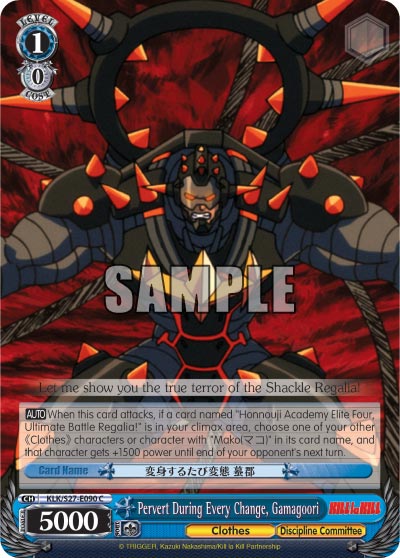 LEVEL
1
0
COST
SAMPLE
Let me show you the true terror of the Shackle Regalia!
AUTO When this card attacks, if a card named "Honnouji Academy Elite Four,
Ultimate Battle Regalia!" is in your climax area, choose one of your other
《Clothes》 characters or character with "Mako(マコ)" in its card name, and
that character gets +1500 power until end of your opponent's next turn.
Card Name 変身するたび変態 蟇郡
CH KLK/S27-E090 C
5000
Pervert During Every Change, Gamagoori
KILL la KILL
Clothes
Discipline Committee
© TRIGGER, Kazuki Nakashima/Kill la Kill Partnership